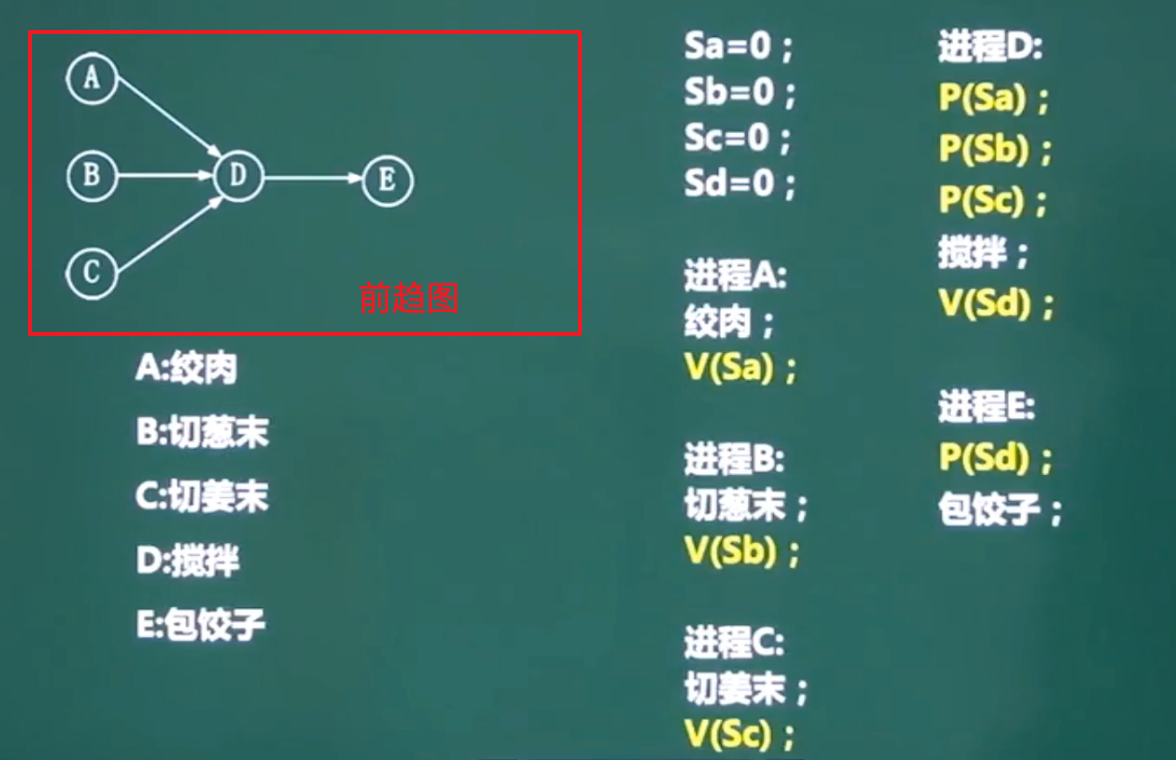 A
B
D
E
C
前趋图
A:绞肉
B:切葱末
C:切姜末
D:搅拌
E:包饺子
Sa=0；
Sb=0；
Sc=0；
Sd=0；
进程A:
绞肉；
V(Sa)；
进程B:
切葱末；
V(Sb)；
进程C:
切姜末；
V(Sc)；
进程D:
P(Sa)；
P(Sb)；
P(Sc)；
搅拌；
V(Sd)；
进程E:
P(Sd)；
包饺子；